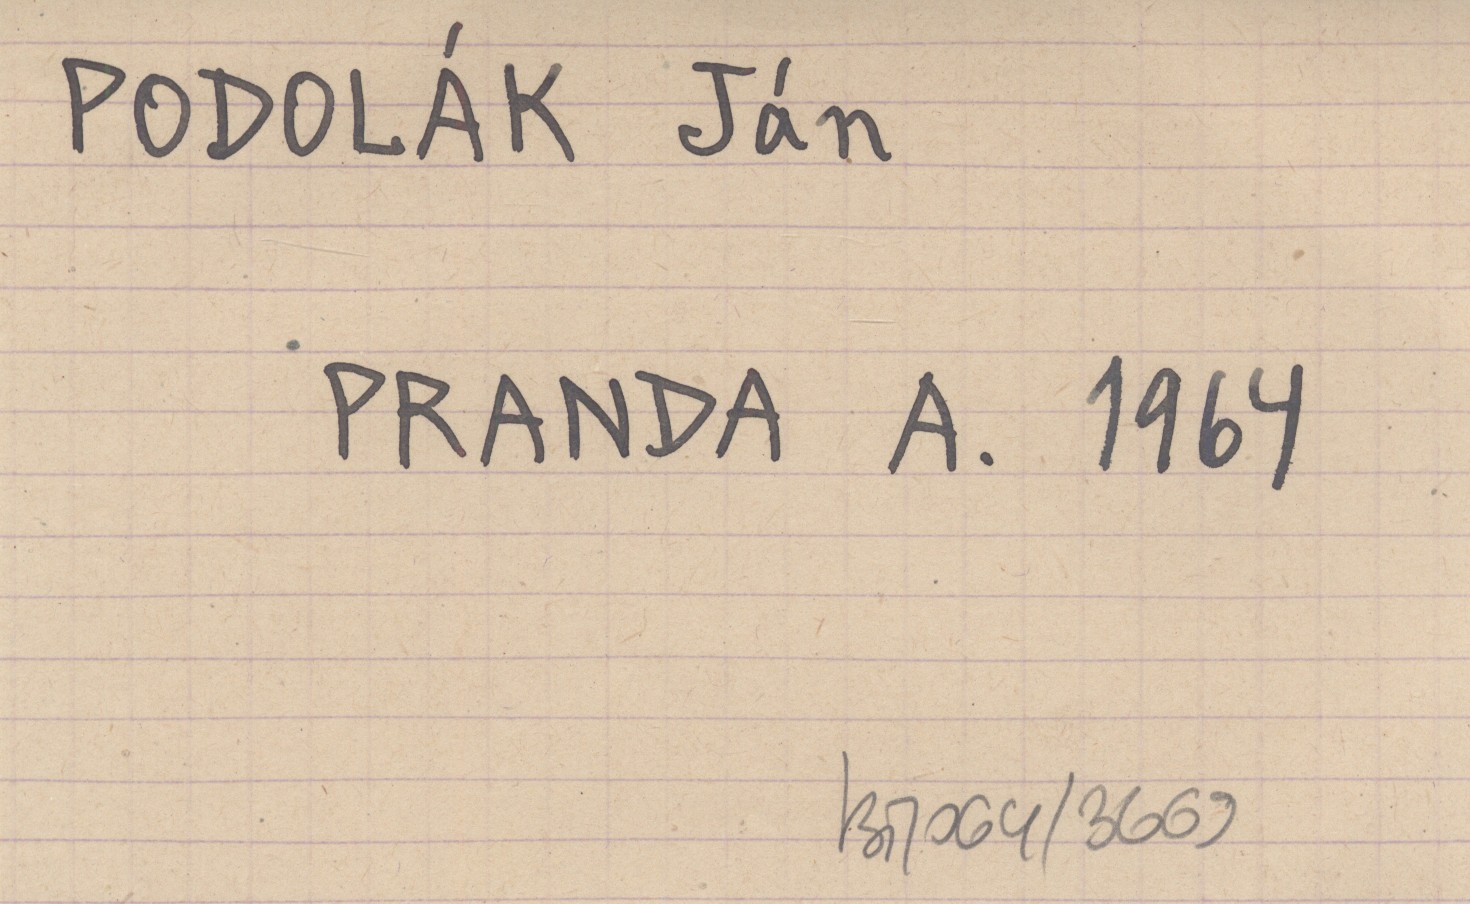 PODOLÁK Ján
PRANDA A. 1964